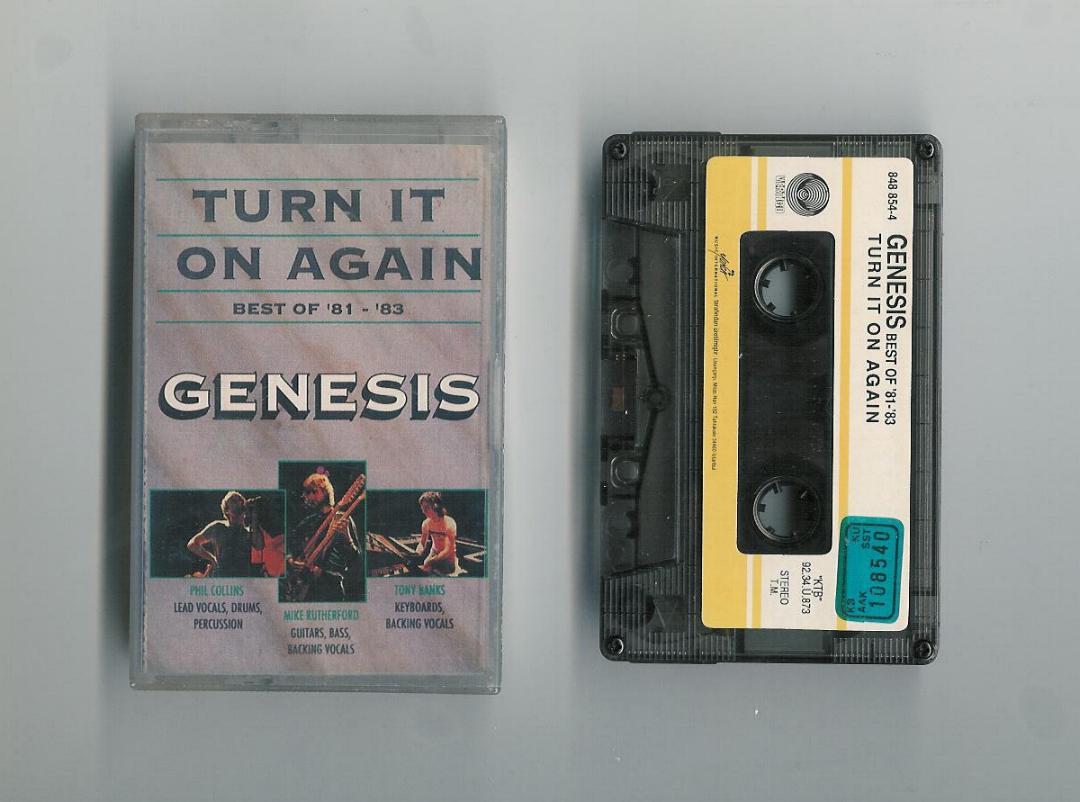 TURN IT
ON AGAIN
BEST OF '81 - '83
GENESIS
PHIL COLLINS
LEAD VOCALS, DRUMS,
PERCUSSION
MIKE RUTHERFORD
GUITARS, BASS,
BACKING VOCALS
TONY BANKS
KEYBOARDS,
BACKING VOCALS
848 854-4
GENESIS BEST OF '81-'83
TURN IT ON AGAIN
"KTB"
92.34.U.873
STEREO
T.M.
108540